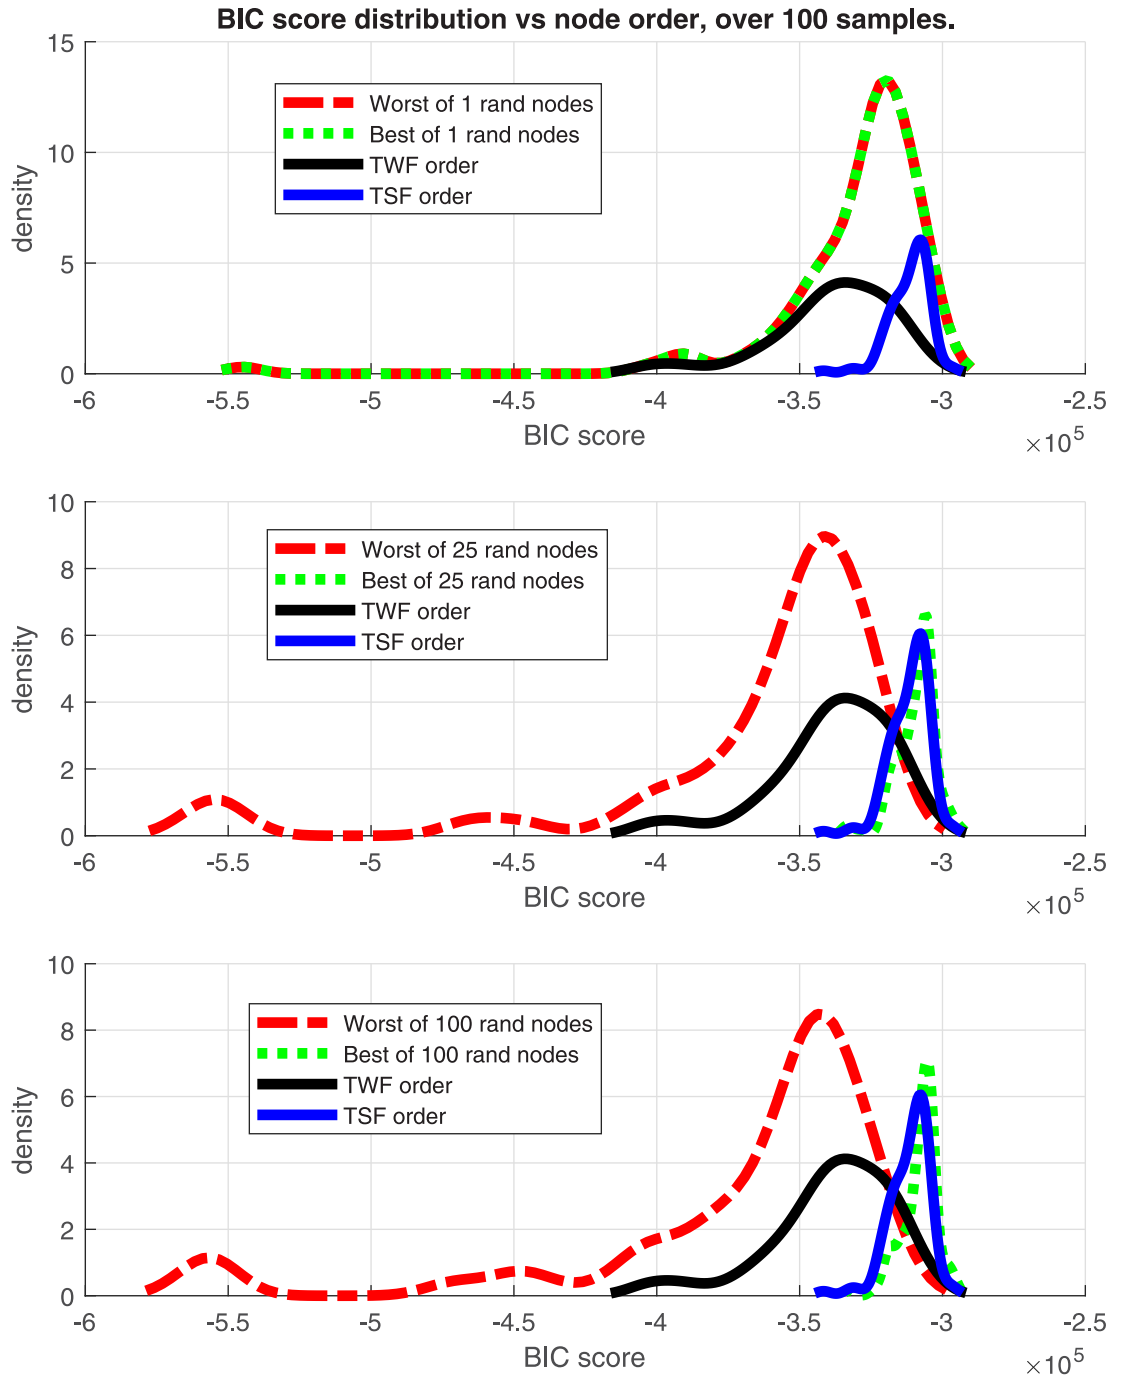 BIC score distribution vs node order, over 100 samples.
15
10
5
0
density
Worst of 1 rand nodes
Best of 1 rand nodes
TWF order
TSF order
-6 -5.5 -5 -4.5 -4 -3.5 -3 -2.5
BIC score
×10^5
10
8
6
4
2
0
density
Worst of 25 rand nodes
Best of 25 rand nodes
TWF order
TSF order
-6 -5.5 -5 -4.5 -4 -3.5 -3 -2.5
BIC score
×10^5
10
8
6
4
2
0
density
Worst of 100 rand nodes
Best of 100 rand nodes
TWF order
TSF order
-6 -5.5 -5 -4.5 -4 -3.5 -3 -2.5
BIC score
×10^5